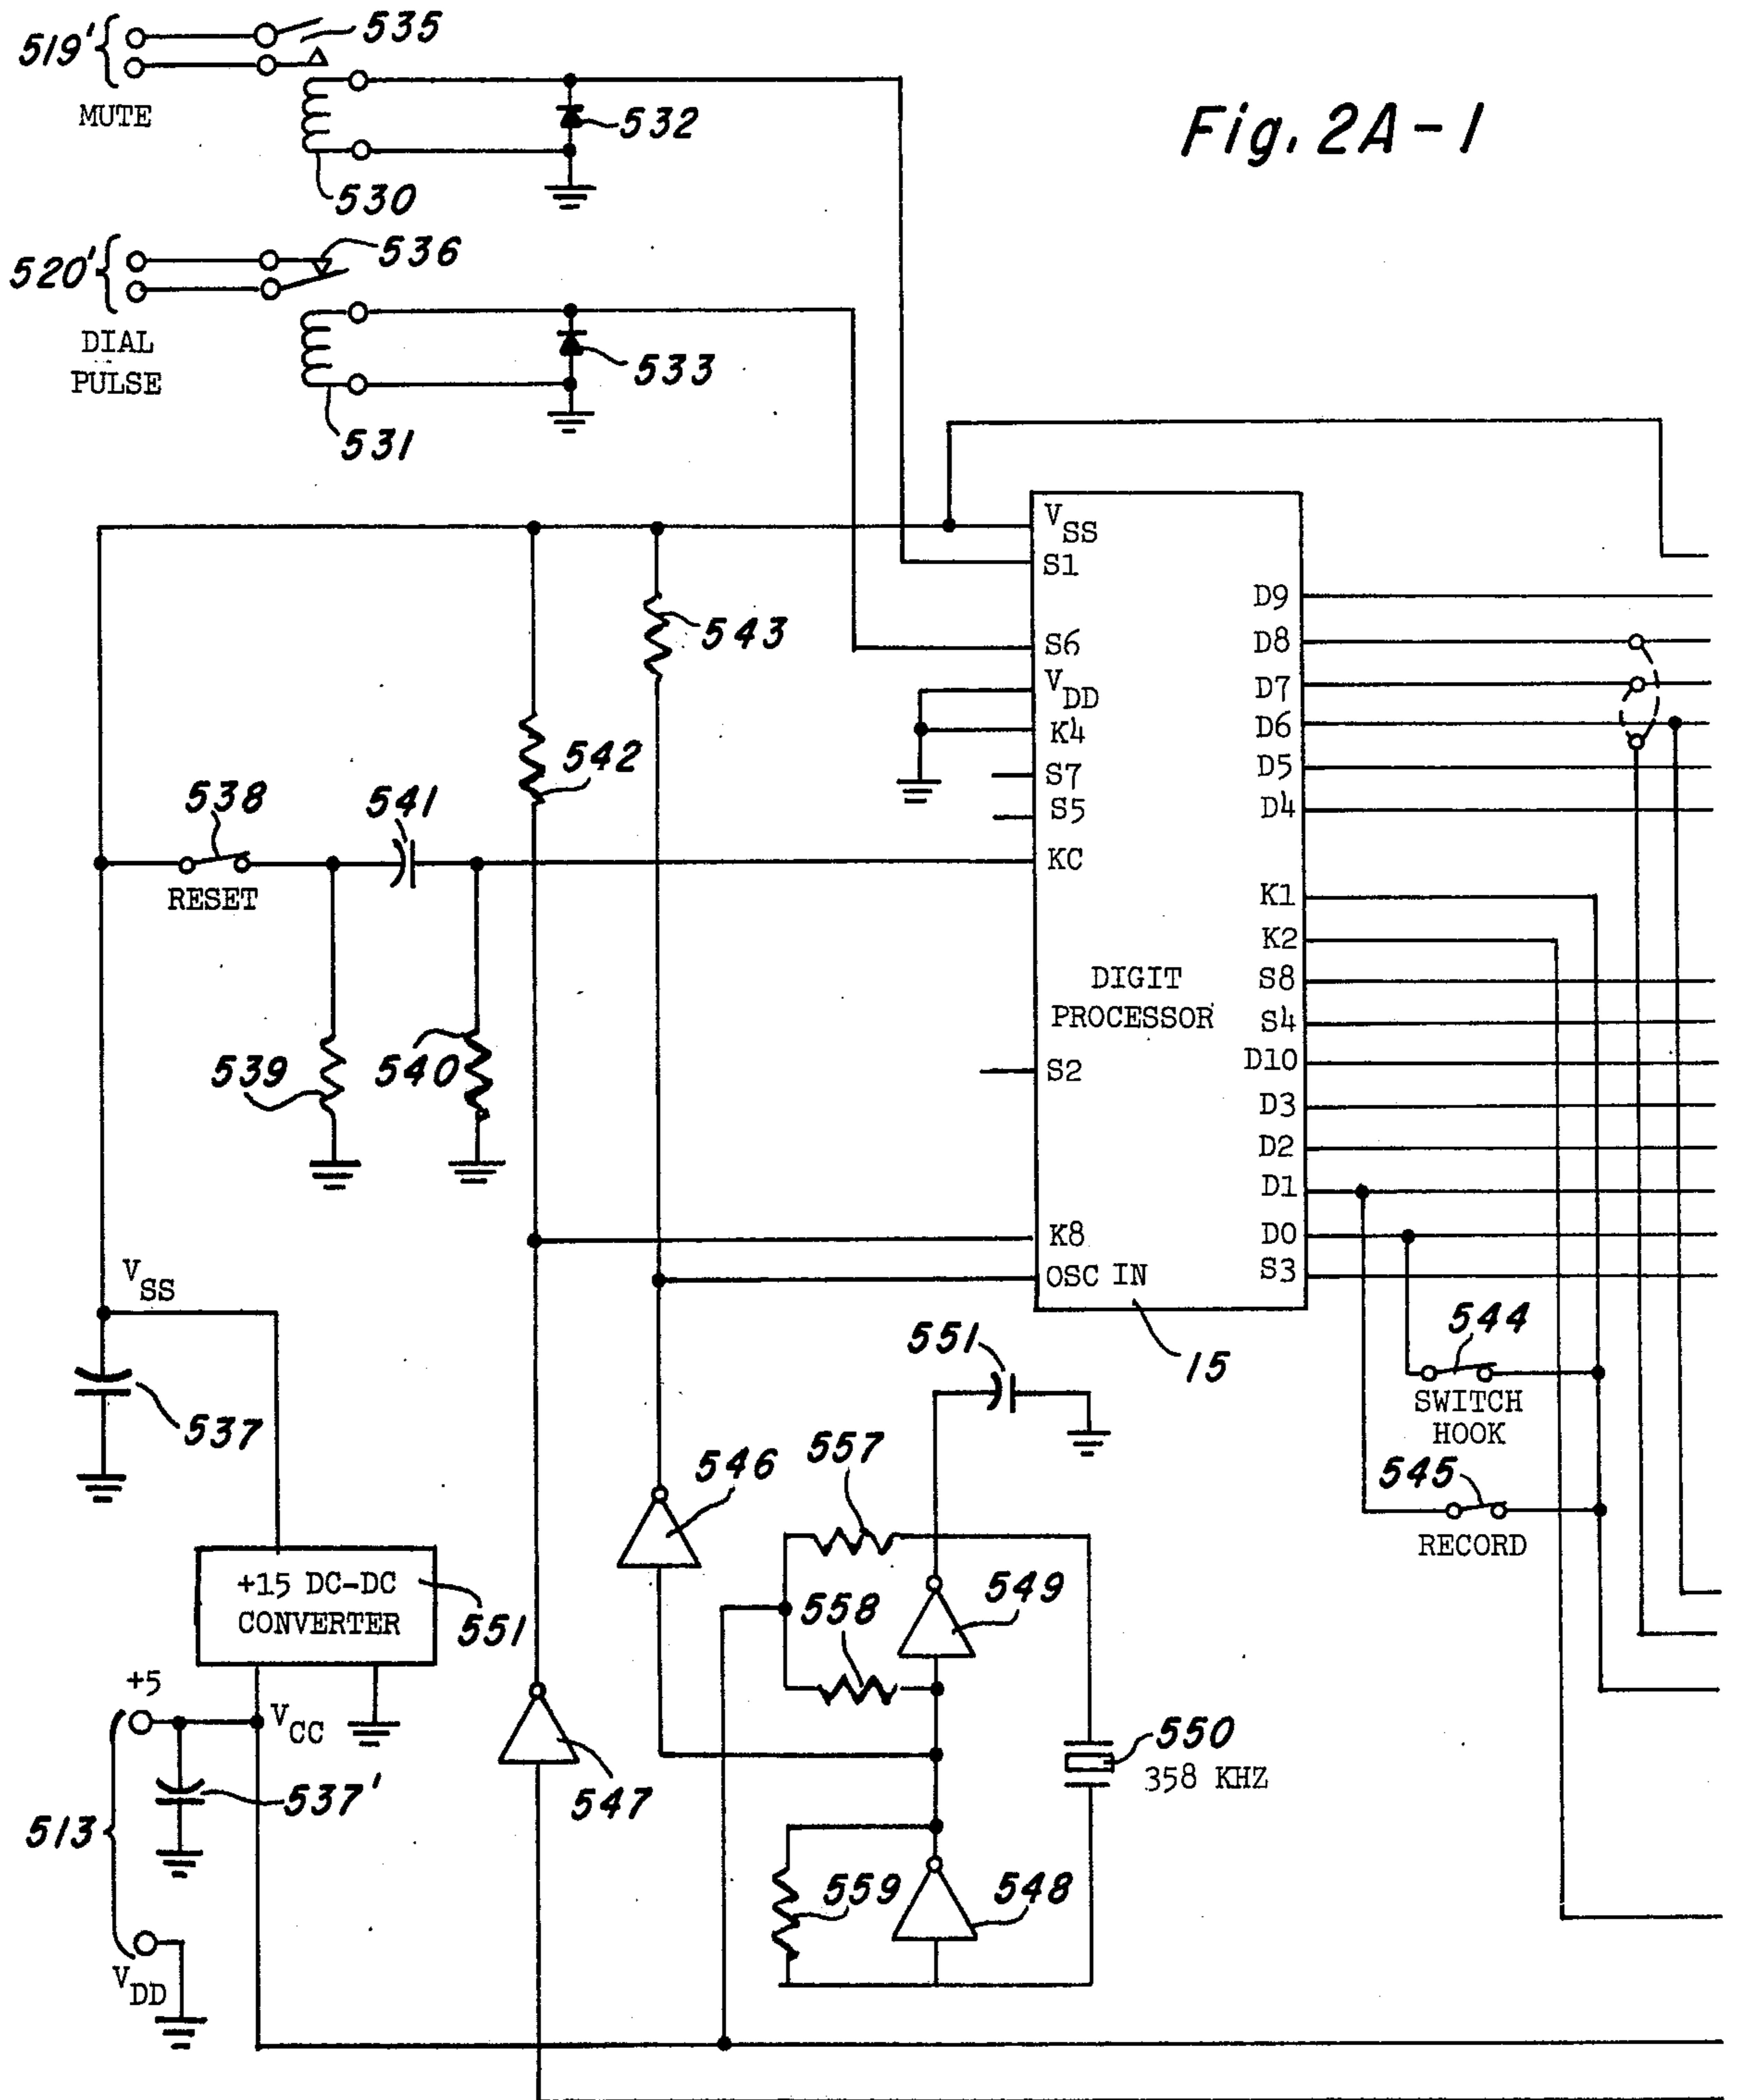 Fig. 2A-1
519'
535
MUTE
532
530
520'
536
DIAL
PULSE
533
531
VSS
S1
D9
543
S6
D8
VDD
D7
K4
D6
542
S7
D5
S5
D4
538
541
KC
RESET
K1
K2
DIGIT
PROCESSOR
S8
S4
539
540
S2
D10
D3
D2
D1
K8
D0
OSC IN
S3
VSS
551
15
544
SWITCH
HOOK
537
557
546
545
RECORD
+15 DC-DC
CONVERTER
551
558
549
+5
VCC
550
358 KHZ
537'
547
513
559
548
VDD